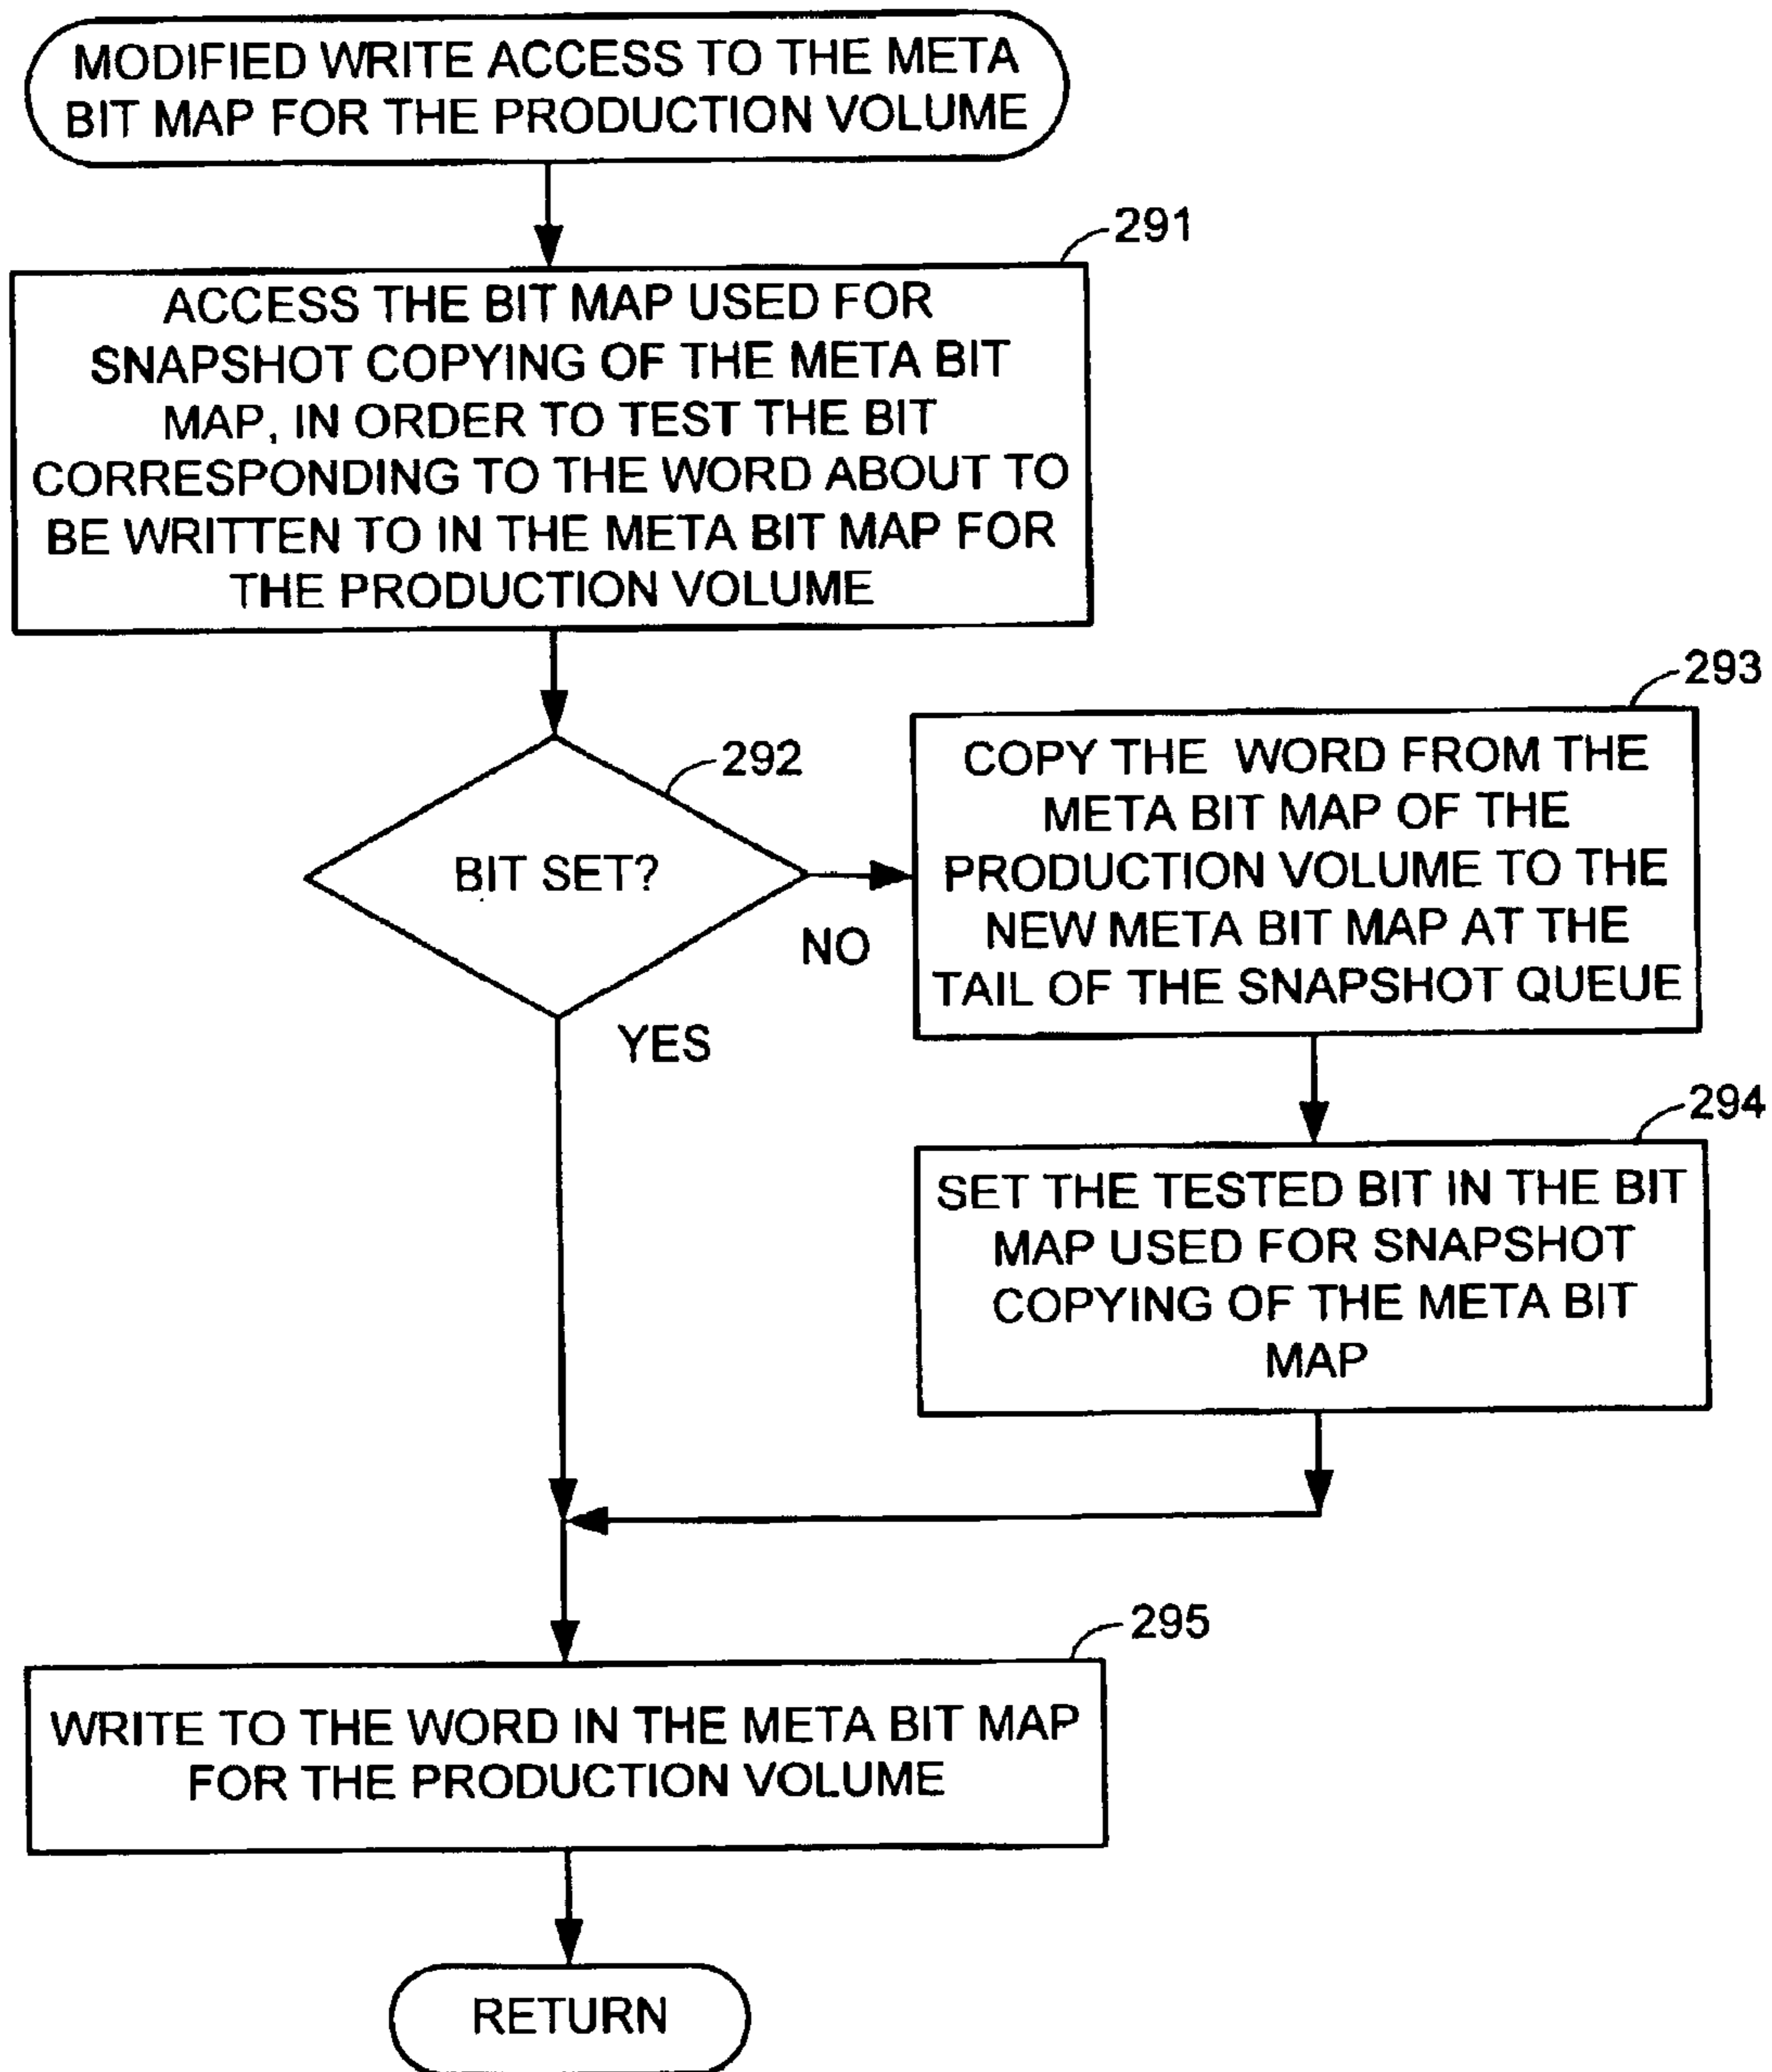 MODIFIED WRITE ACCESS TO THE META
BIT MAP FOR THE PRODUCTION VOLUME
291
ACCESS THE BIT MAP USED FOR
SNAPSHOT COPYING OF THE META BIT
MAP, IN ORDER TO TEST THE BIT
CORRESPONDING TO THE WORD ABOUT TO
BE WRITTEN TO IN THE META BIT MAP FOR
THE PRODUCTION VOLUME
292
BIT SET?
NO
YES
293
COPY THE WORD FROM THE
META BIT MAP OF THE
PRODUCTION VOLUME TO THE
NEW META BIT MAP AT THE
TAIL OF THE SNAPSHOT QUEUE
294
SET THE TESTED BIT IN THE BIT
MAP USED FOR SNAPSHOT
COPYING OF THE META BIT
MAP
295
WRITE TO THE WORD IN THE META BIT MAP
FOR THE PRODUCTION VOLUME
RETURN